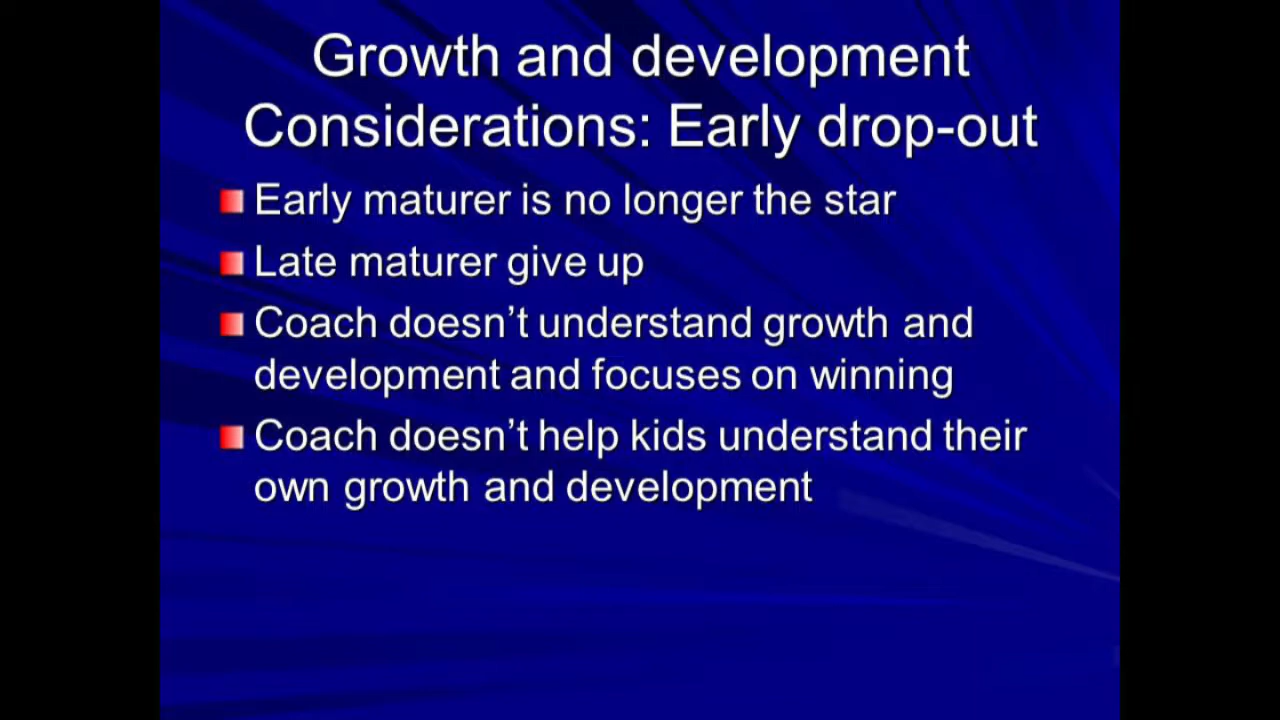 Growth and development
Considerations: Early drop-out
Early maturer is no longer the star
Late maturer give up
Coach doesn’t understand growth and
development and focuses on winning
Coach doesn’t help kids understand their
own growth and development